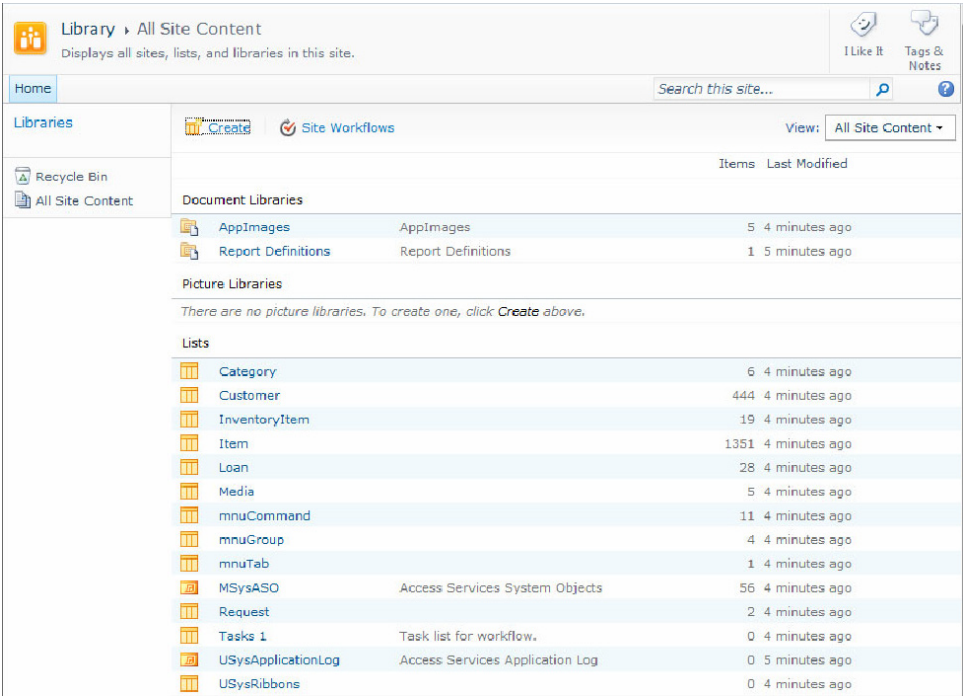 Library ▸ All Site Content
Displays all sites, lists, and libraries in this site.
I Like It
Tags & Notes
Home
Search this site...
Libraries
Create
Site Workflows
View: All Site Content
Recycle Bin
All Site Content
Items Last Modified
Document Libraries
AppImages AppImages 5 4 minutes ago
Report Definitions Report Definitions 1 5 minutes ago
Picture Libraries
There are no picture libraries. To create one, click Create above.
Lists
Category 6 4 minutes ago
Customer 444 4 minutes ago
InventoryItem 19 4 minutes ago
Item 1351 4 minutes ago
Loan 28 4 minutes ago
Media 5 4 minutes ago
mnuCommand 11 4 minutes ago
mnuGroup 4 4 minutes ago
mnuTab 1 4 minutes ago
MSysASO Access Services System Objects 56 4 minutes ago
Request 2 4 minutes ago
Tasks 1 Task list for workflow. 0 4 minutes ago
USysApplicationLog Access Services Application Log 0 5 minutes ago
USysRibbons 0 4 minutes ago